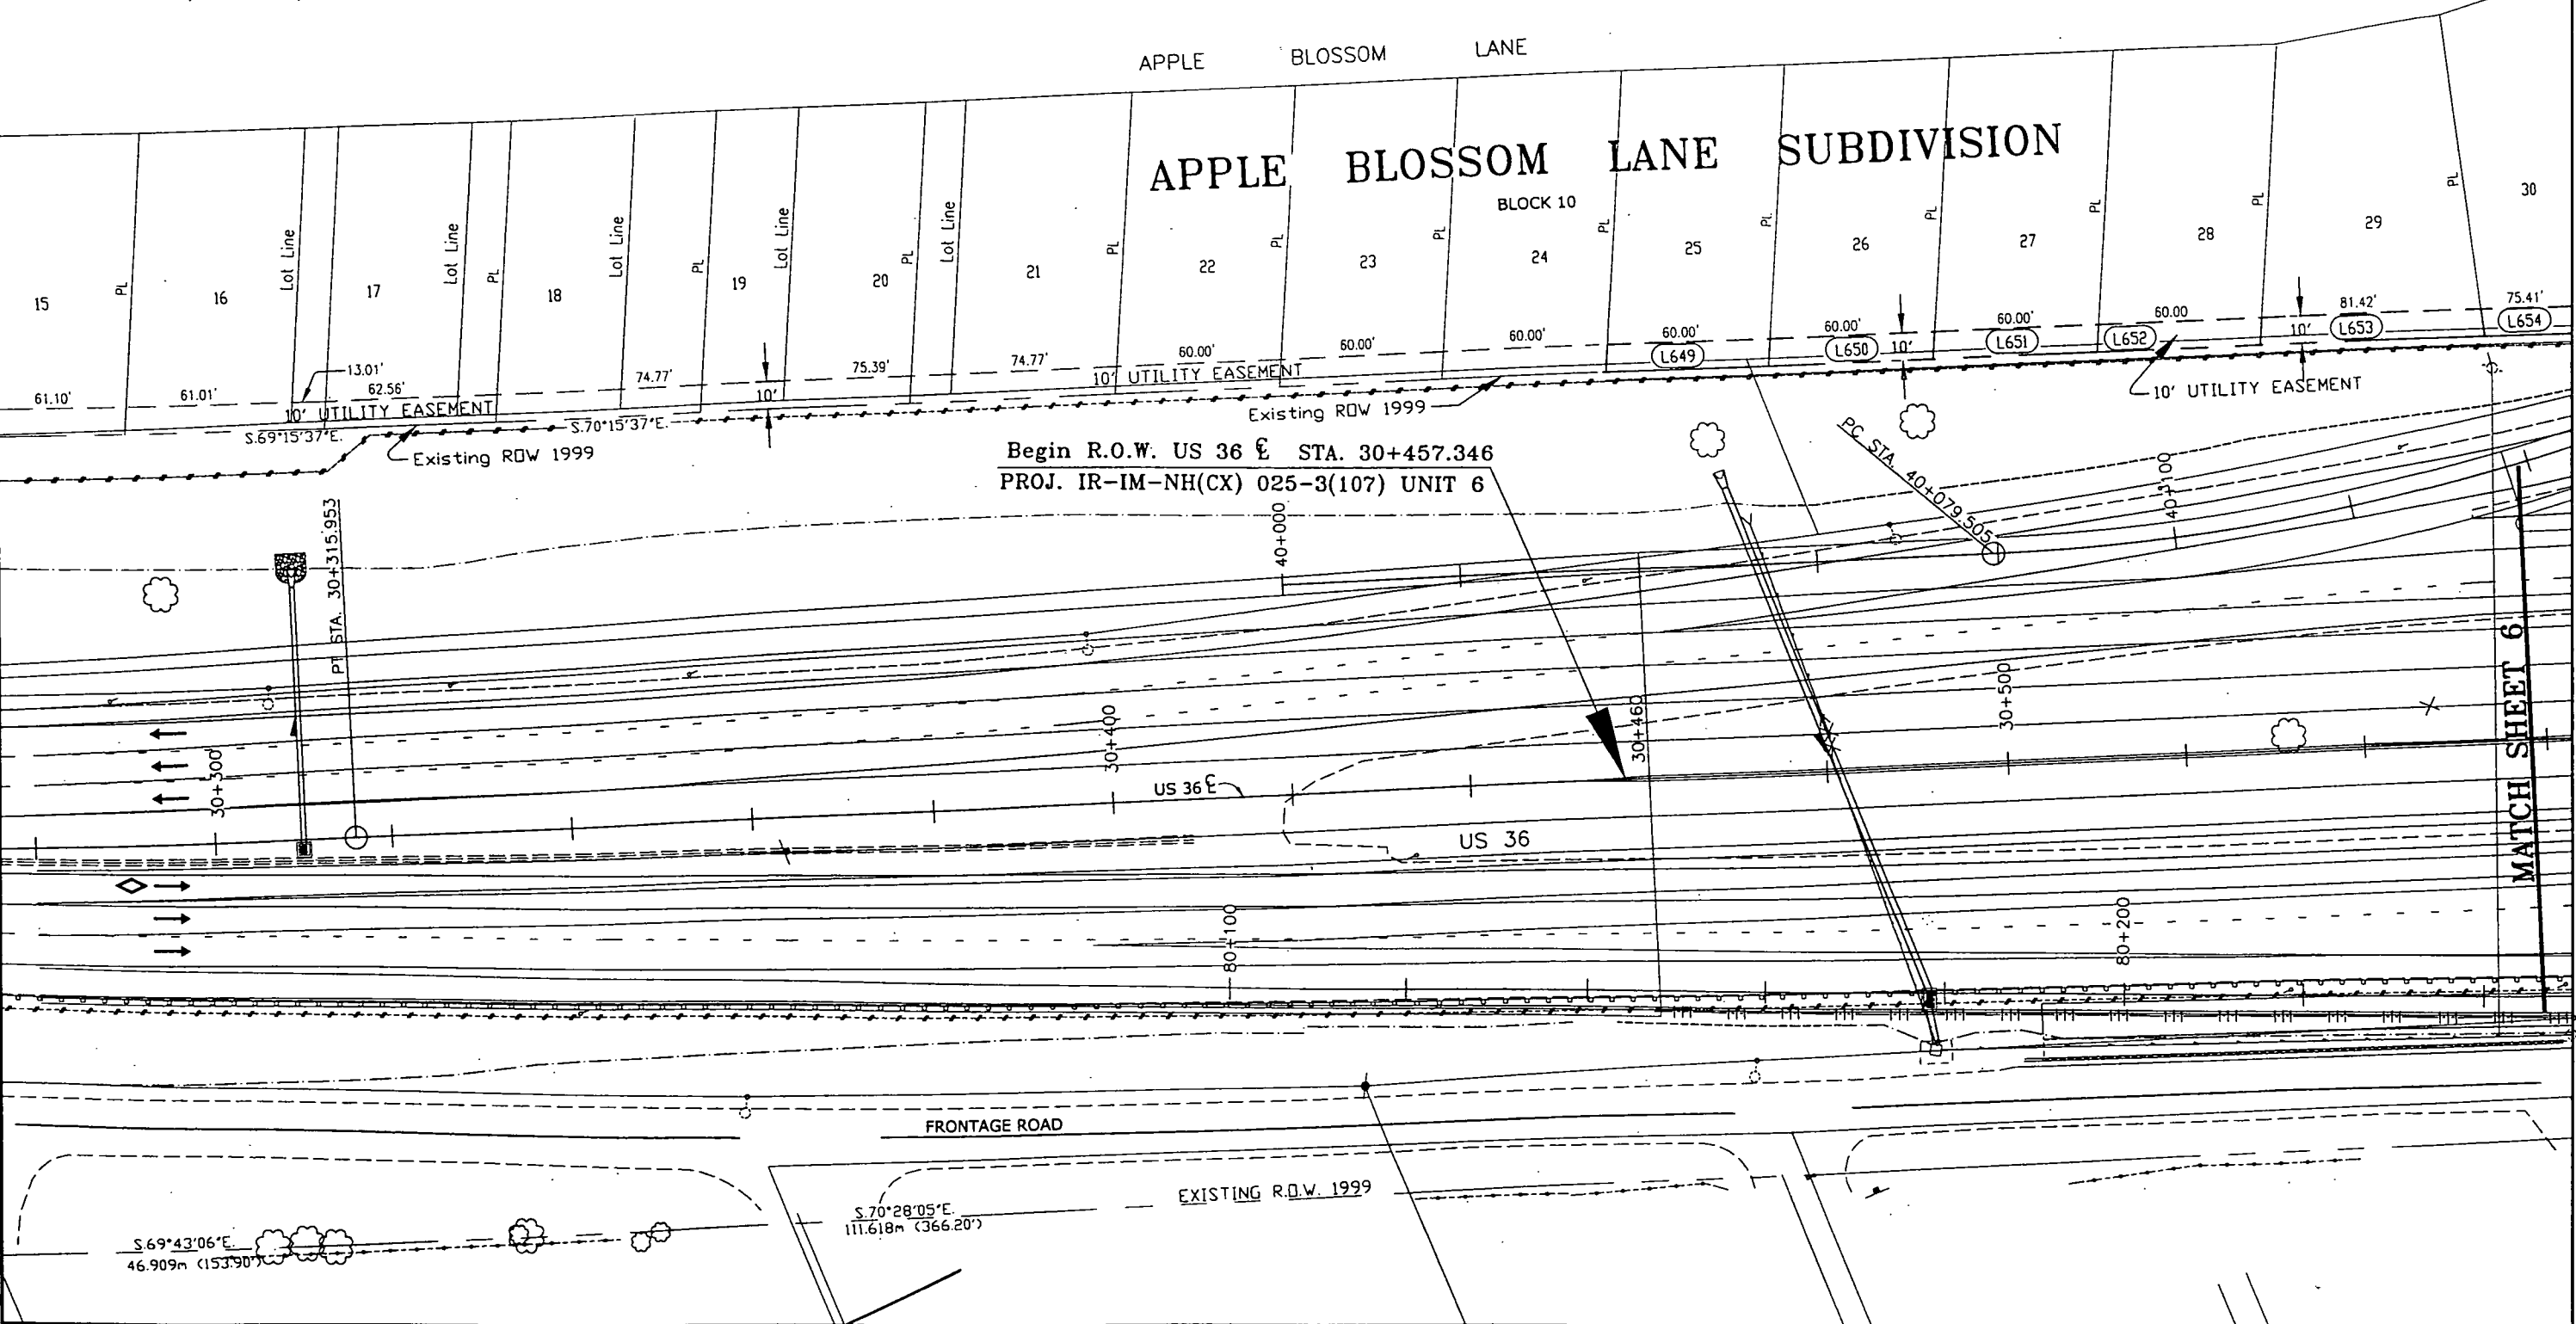 APPLE BLOSSOM LANE
APPLE BLOSSOM LANE SUBDIVISION
BLOCK 10
15
PL
16
Lot Line
17
Lot Line
PL
18
Lot Line
PL
19
Lot Line
20
PL
Lot Line
21
PL
22
PL
23
PL
24
PL
25
PL
26
PL
27
PL
28
PL
29
PL
30
61.10'
61.01'
13.01'
62.56'
74.77'
75.39'
74.77'
60.00'
60.00'
60.00'
60.00'
60.00'
60.00'
60.00
81.42'
75.41'
L649
L650
L651
L652
L653
L654
10' UTILITY EASEMENT
10'
10' UTILITY EASEMENT
10'
10'
10' UTILITY EASEMENT
S.69°15'37"E.
S.70°15'37"E.
Existing ROW 1999
Existing ROW 1999
Begin R.O.W. US 36 ℄ STA. 30+457.346
PROJ. IR-IM-NH(CX) 025-3(107) UNIT 6
PT STA. 30+315.953
40+000
PC STA. 40+079.505
40+100
30+300
30+400
30+460
30+500
US 36 ℄
US 36
MATCH SHEET 6
80+100
80+200
FRONTAGE ROAD
EXISTING R.O.W. 1999
S.70°28'05"E.
111.618m (366.20')
S.69°43'06"E.
46.909m (153.90')